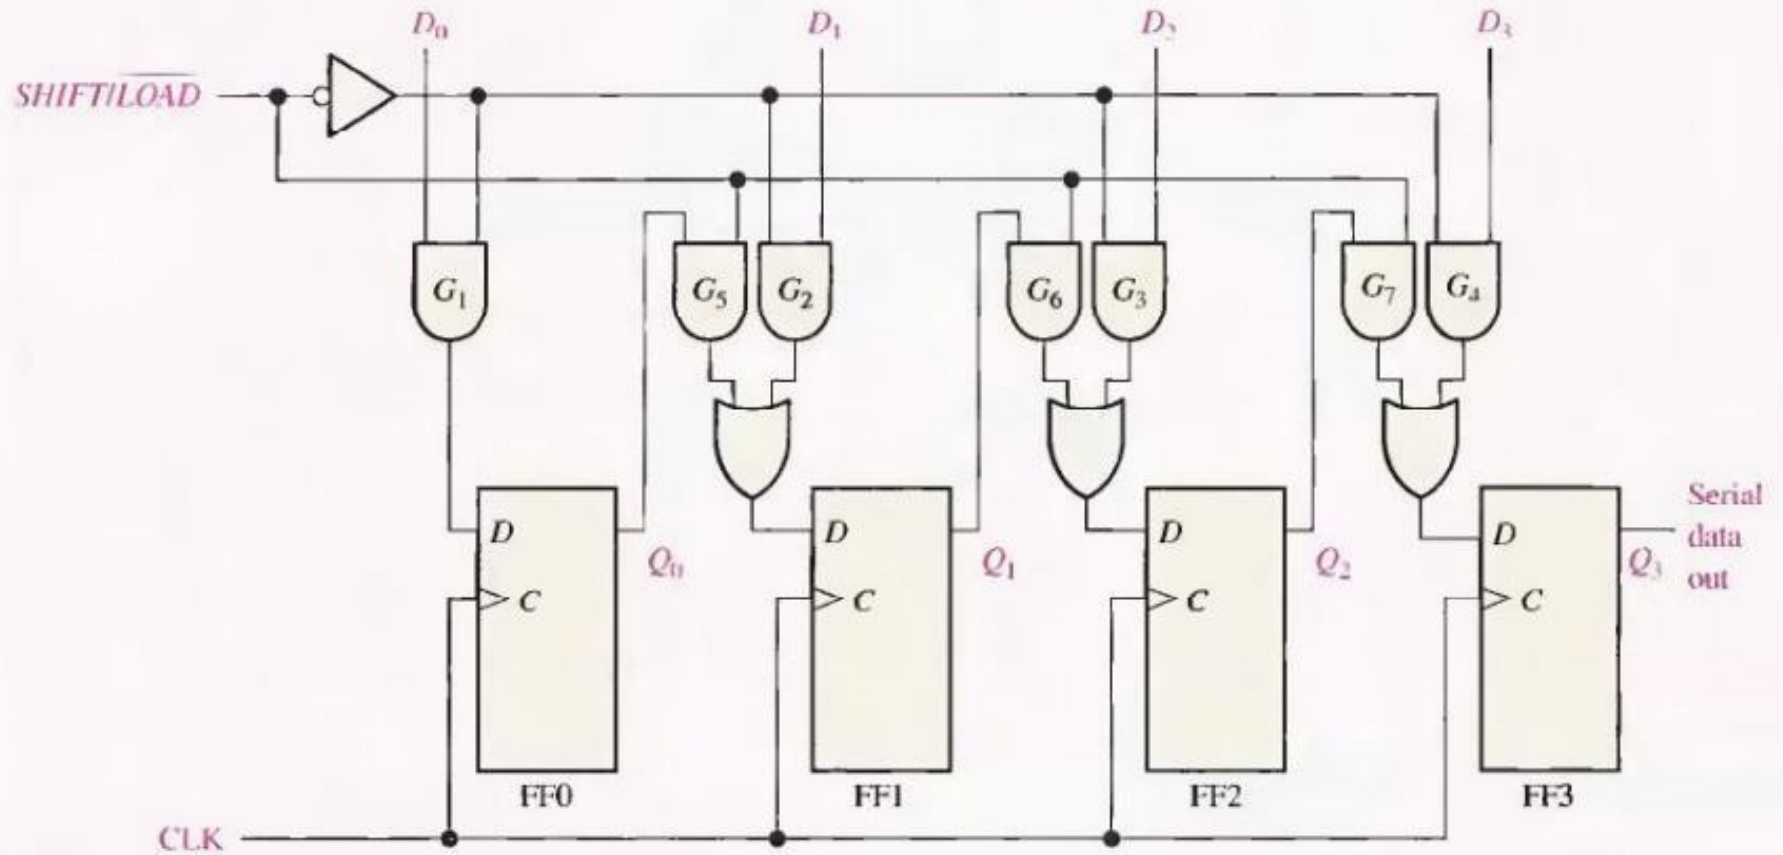 D₀ D₁ D₂ D₃
SHIFT/L̅O̅A̅D̅
G₁ G₅ G₂ G₆ G₃ G₇ G₄
D Q₀ D Q₁ D Q₂ D Q₃
Serial
data
out
C C C C
FF0 FF1 FF2 FF3
CLK